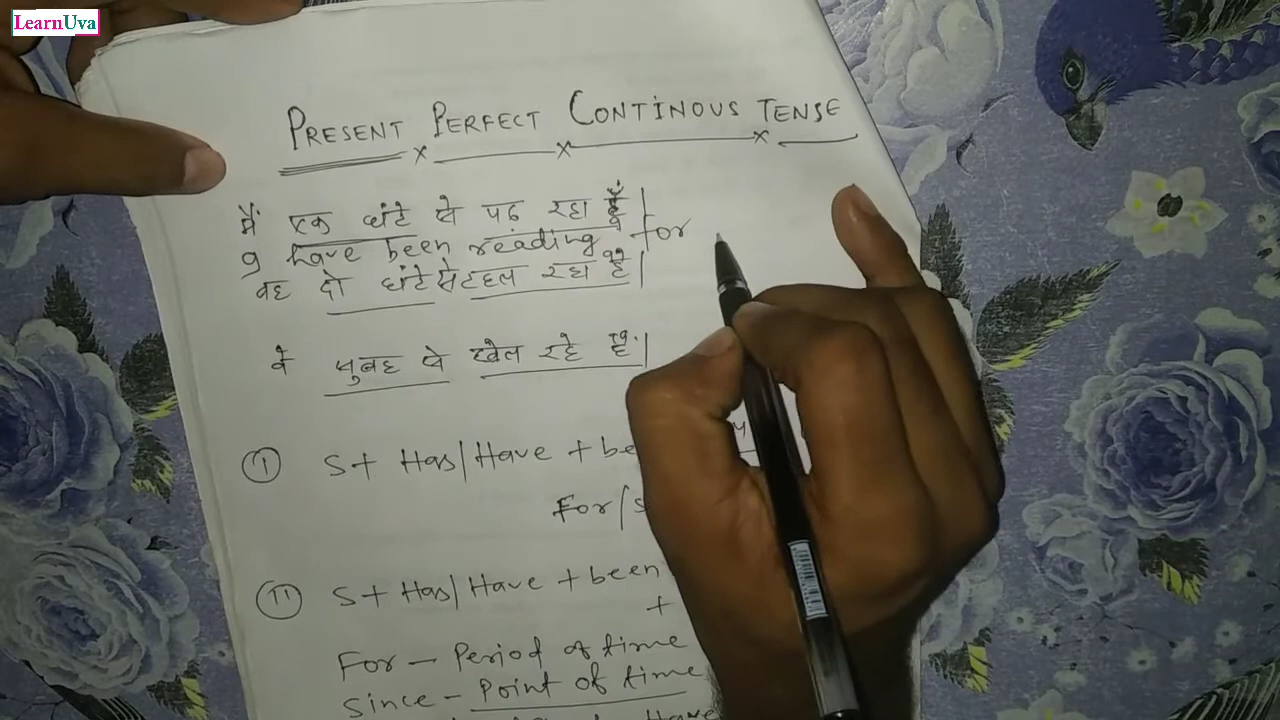 LearnUva
PRESENT PERFECT CONTINOUS TENSE
मैं एक घंटे से पढ़ रहा हूँ|
I have been reading for
वह दो घंटे से टहल रहा है|
वे सुबह से खेल रहे हैं|
(I) S+ Has/Have + be
For/S
(II) S+ Has/Have + been
+
For - Period of time
Since - Point of time
Have